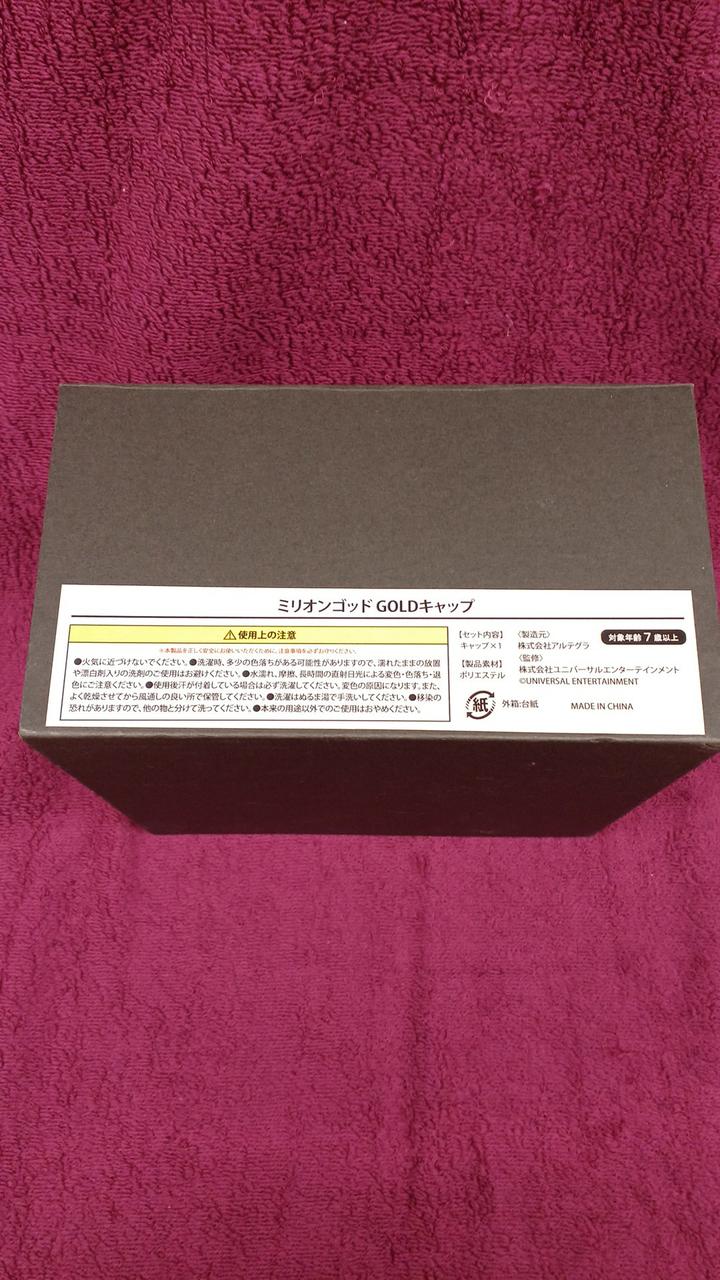 ミリオンゴッド GOLDキャップ
⚠使用上の注意
※本製品を正しく安全にお使いいただくために、注意事項を必ずお守りください。
●火気に近づけないでください。●洗濯時、多少の色落ちがある可能性がありますので、濡れたままの放置
や漂白剤入りの洗剤のご使用はお避けください。●水濡れ、摩擦、長時間の直射日光による変色・色落ち・退
色にご注意ください。●使用後汗が付着している場合は必ず洗濯してください。変色の原因になります。また、
よく乾燥させてから風通しの良い所で保管してください。●洗濯はぬるま湯で手洗いしてください。●移染の
恐れがありますので、他の物と分けて洗ってください。●本来の用途以外でのご使用はおやめください。
【セット内容】
キャップ×1
【製品素材】
ポリエステル
〈製造元〉
株式会社アルテグラ
〈監修〉
株式会社ユニバーサルエンターテインメント
©UNIVERSAL ENTERTAINMENT
対象年齢7歳以上
紙 外箱:台紙
MADE IN CHINA